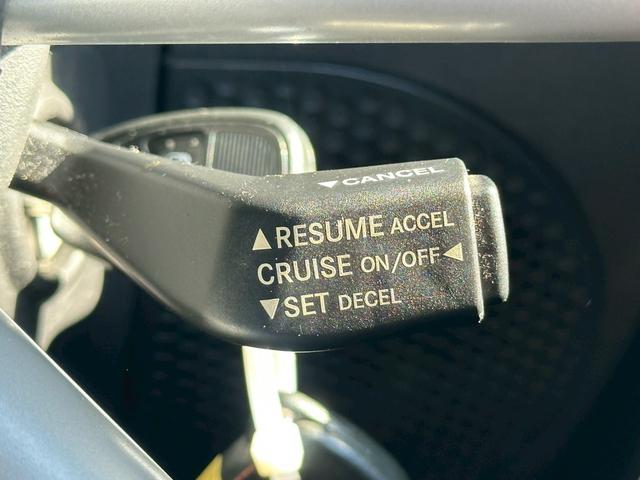 ▼CANCEL
▲RESUME ACCEL
CRUISE ON/OFF◀
▼SET DECEL